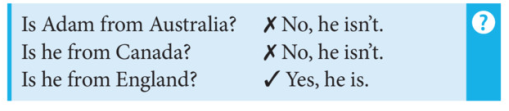 Is Adam from Australia? ✗ No, he isn't.
Is he from Canada? ✗ No, he isn't.
Is he from England? ✓ Yes, he is.
?